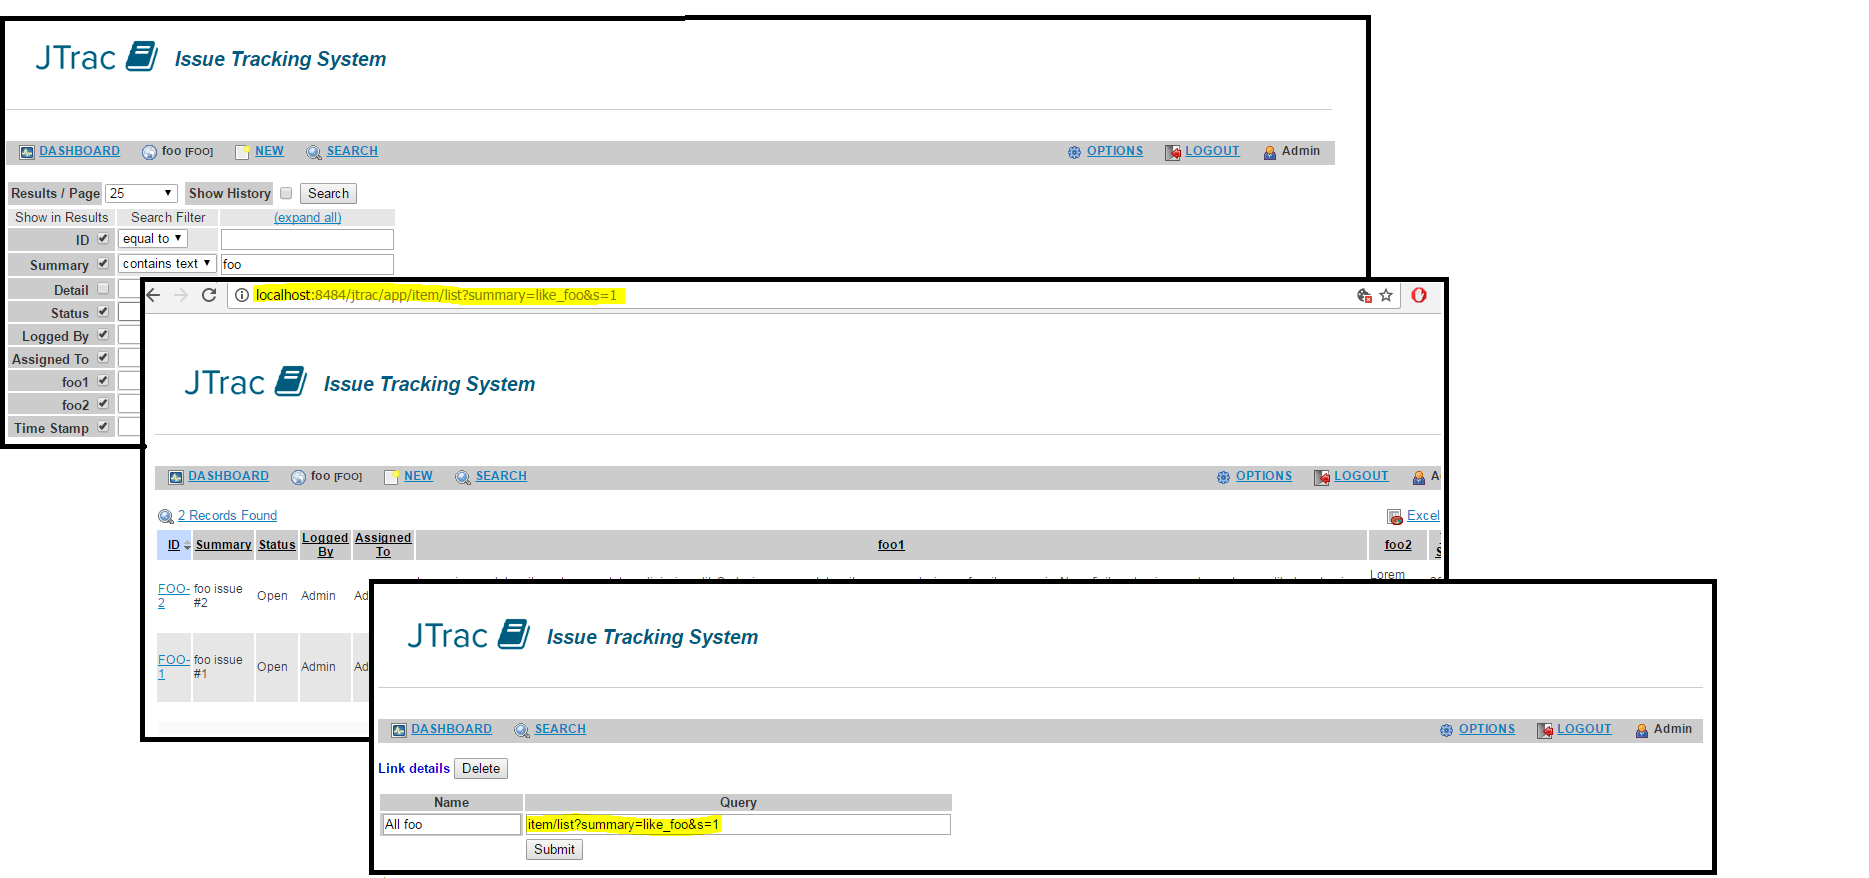 JTrac Issue Tracking System
DASHBOARD foo [FOO] NEW SEARCH OPTIONS LOGOUT Admin
Results / Page 25 Show History Search
Show in Results Search Filter (expand all)
ID equal to
Summary contains text foo
Detail
Status
Logged By
Assigned To
foo1
foo2
Time Stamp
localhost:8484/jtrac/app/item/list?summary=like_foo&s=1
JTrac Issue Tracking System
DASHBOARD foo [FOO] NEW SEARCH OPTIONS LOGOUT A
2 Records Found Excel
ID Summary Status Logged By Assigned To foo1 foo2 S
FOO-2 foo issue #2 Open Admin Ad Lorem
FOO-1 foo issue #1 Open Admin Ad
JTrac Issue Tracking System
DASHBOARD SEARCH OPTIONS LOGOUT Admin
Link details Delete
Name Query
All foo item/list?summary=like_foo&s=1
Submit